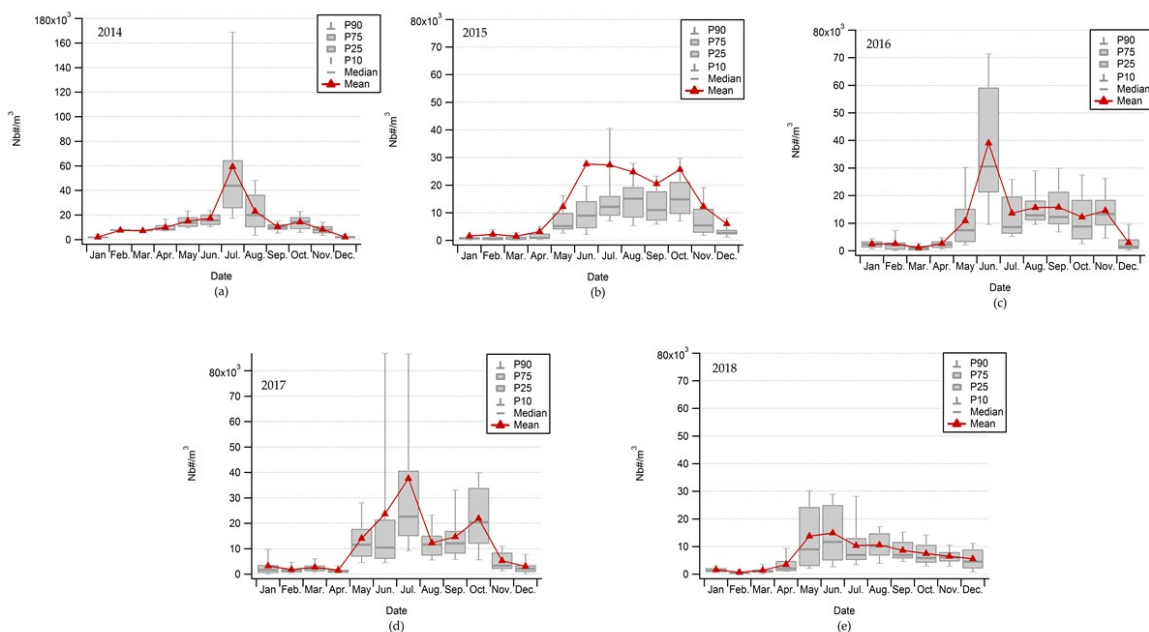 180x10³
2014
160
140
120
100
80
60
40
20
0
Nb#/m³
P90
P75
P25
P10
Median
Mean
Jan. Feb. Mar. Apr. May Jun. Jul. Aug. Sep. Oct. Nov. Dec.
Date
(a)
80x10³
2015
70
60
50
40
30
20
10
0
Nb#/m³
P90
P75
P25
P10
Median
Mean
Jan Feb. Mar. Apr. May Jun. Jul. Aug. Sep. Oct. Nov. Dec.
Date
(b)
80x10³
2016
70
60
50
40
30
20
10
0
Nb#/m³
P90
P75
P25
P10
Median
Mean
Jan Feb. Mar. Apr. May Jun. Jul. Aug. Sep. Oct. Nov. Dec.
Date
(c)
80x10³
2017
70
60
50
40
30
20
10
0
Nb#/m³
P90
P75
P25
P10
Median
Mean
Jan Feb. Mar. Apr. May Jun. Jul. Aug. Sep. Oct. Nov. Dec.
Date
(d)
80x10³
2018
70
60
50
40
30
20
10
0
Nb#/m³
P90
P75
P25
P10
Median
Mean
Jan Feb. Mar. Apr. May Jun. Jul. Aug. Sep. Oct. Nov. Dec.
Date
(e)